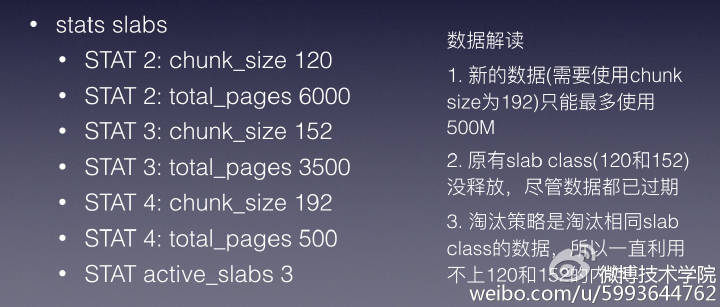 stats slabs
STAT 2: chunk_size 120
STAT 2: total_pages 6000
STAT 3: chunk_size 152
STAT 3: total_pages 3500
STAT 4: chunk_size 192
STAT 4: total_pages 500
STAT active_slabs 3
数据解读
1. 新的数据(需要使用chunk
size为192)只能最多使用
500M
2. 原有slab class(120和152)
没释放，尽管数据都已过期
3. 淘汰策略是淘汰相同slab
class的数据，所以一直利用
不上120和152的内存
微博技术学院
weibo.com/u/5993644762